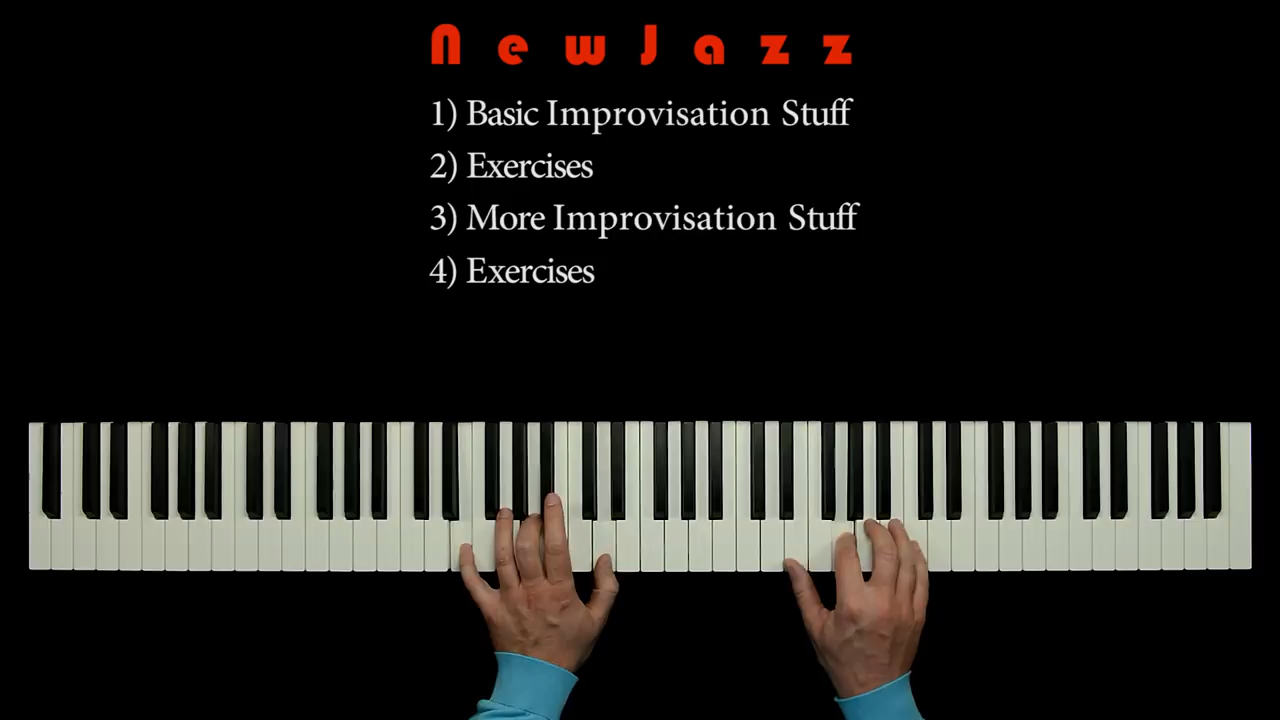 NewJazz
1) Basic Improvisation Stuff
2) Exercises
3) More Improvisation Stuff
4) Exercises